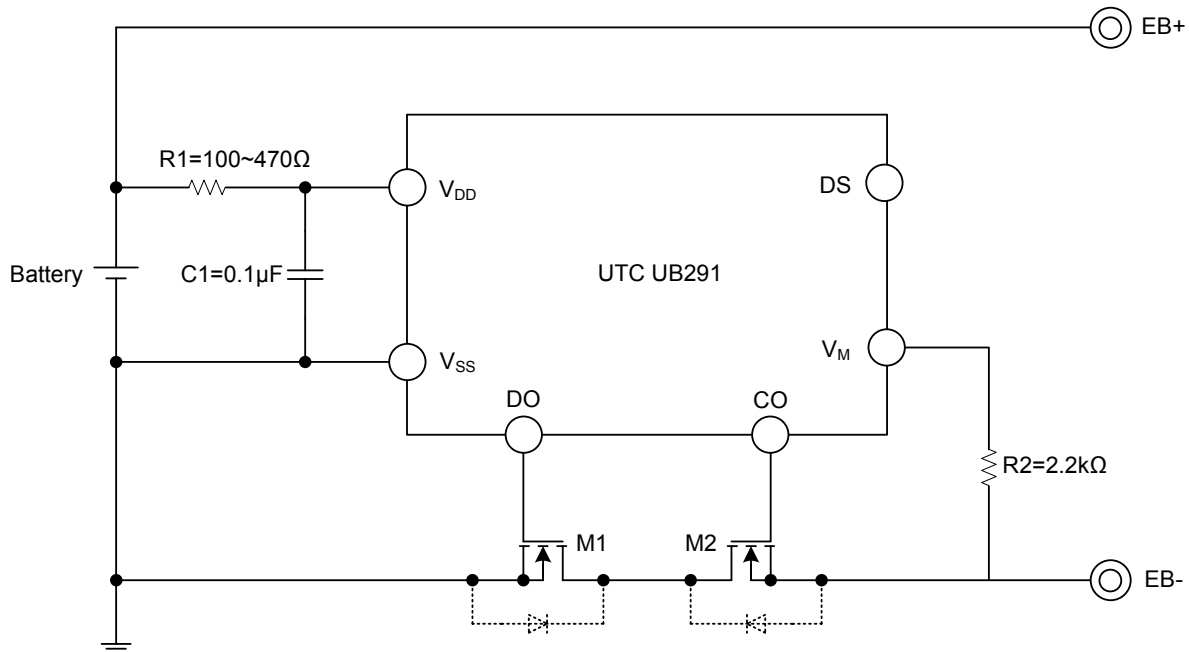 EB+
R1=100~470Ω
VDD
DS
Battery
C1=0.1µF
UTC UB291
VSS
VM
DO
CO
R2=2.2kΩ
M1
M2
EB-